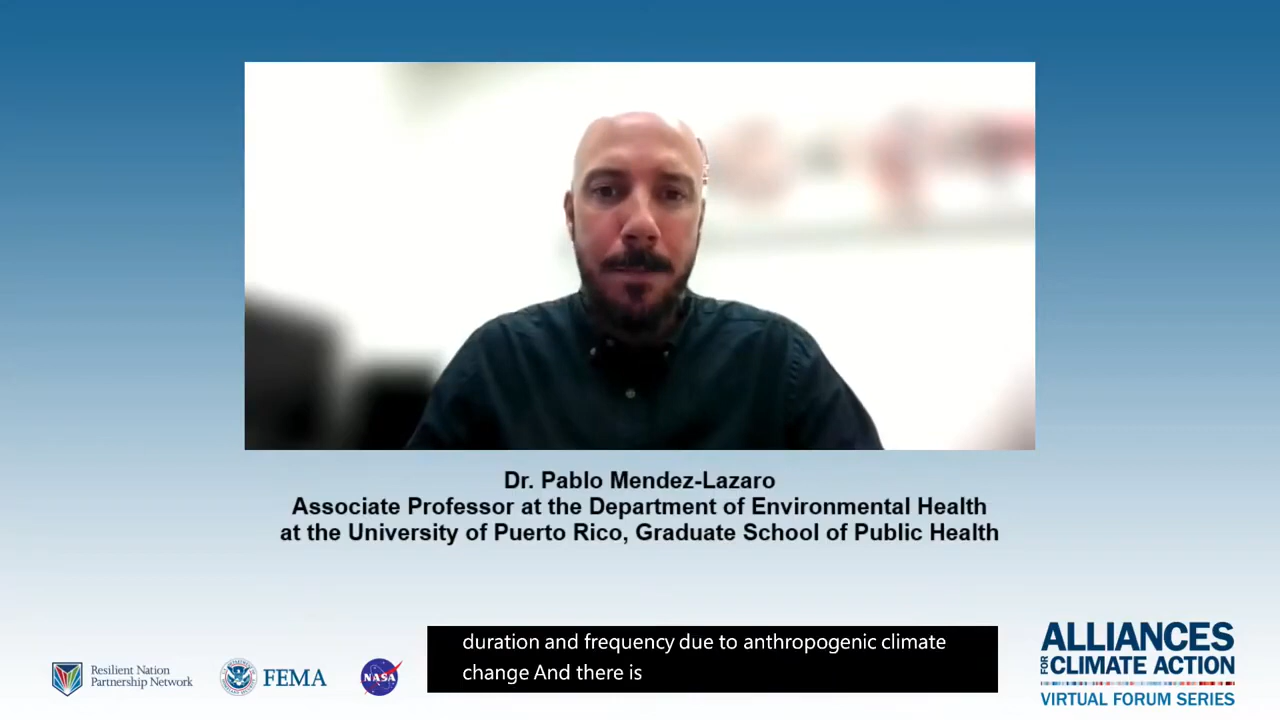 Dr. Pablo Mendez-Lazaro
Associate Professor at the Department of Environmental Health
at the University of Puerto Rico, Graduate School of Public Health
duration and frequency due to anthropogenic climate
change And there is
Resilient Nation
Partnership Network
FEMA
NASA
ALLIANCES
FOR CLIMATE ACTION
VIRTUAL FORUM SERIES